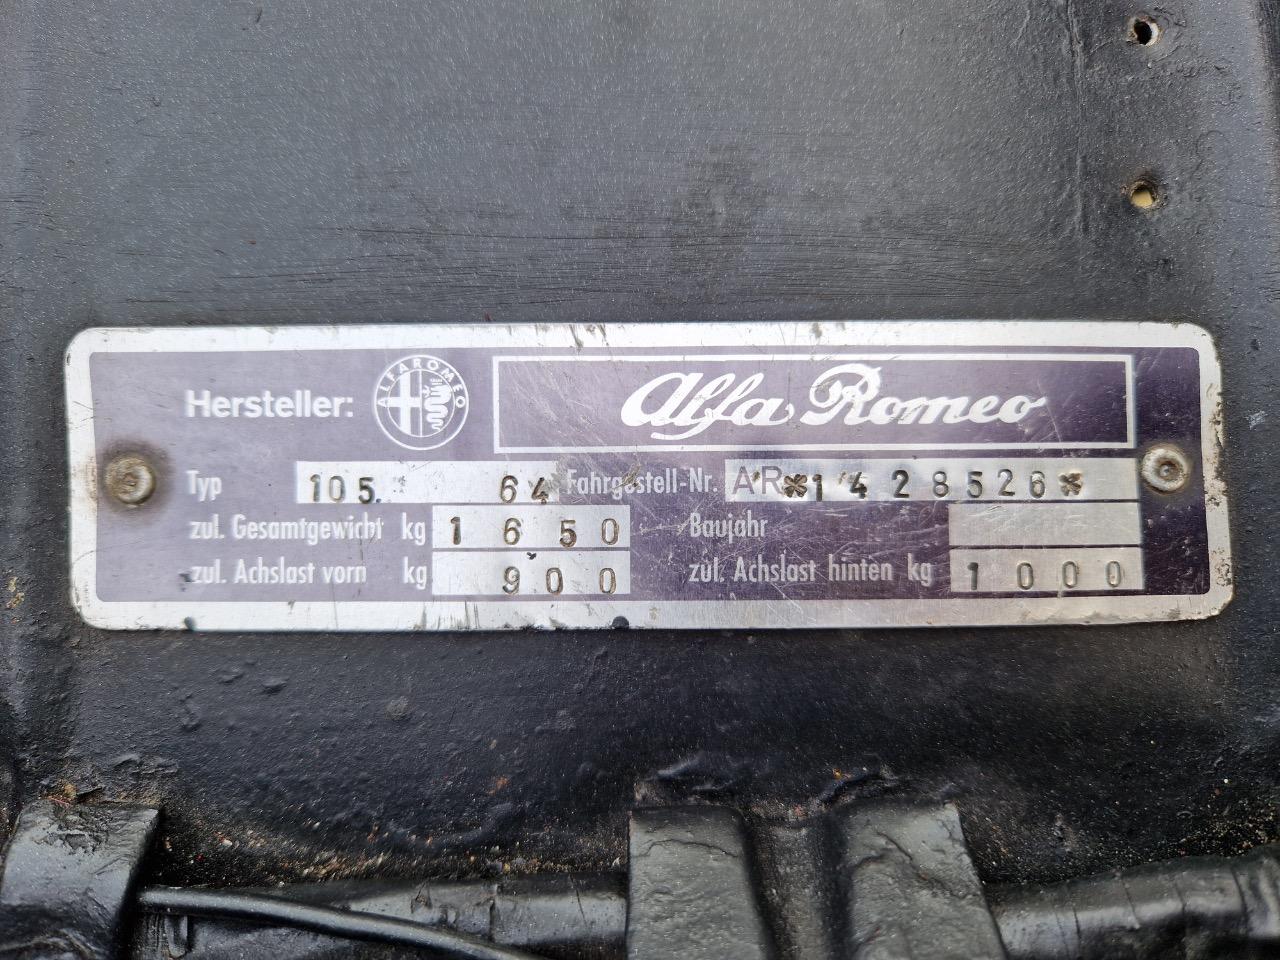 Hersteller: ALFA ROMEO Alfa Romeo
Typ 105. 64 Fahrgestell-Nr. AR*1428526*
zul. Gesamtgewicht kg 1650 Baujahr
zul. Achslast vorn kg 900 zul. Achslast hinten kg 1000